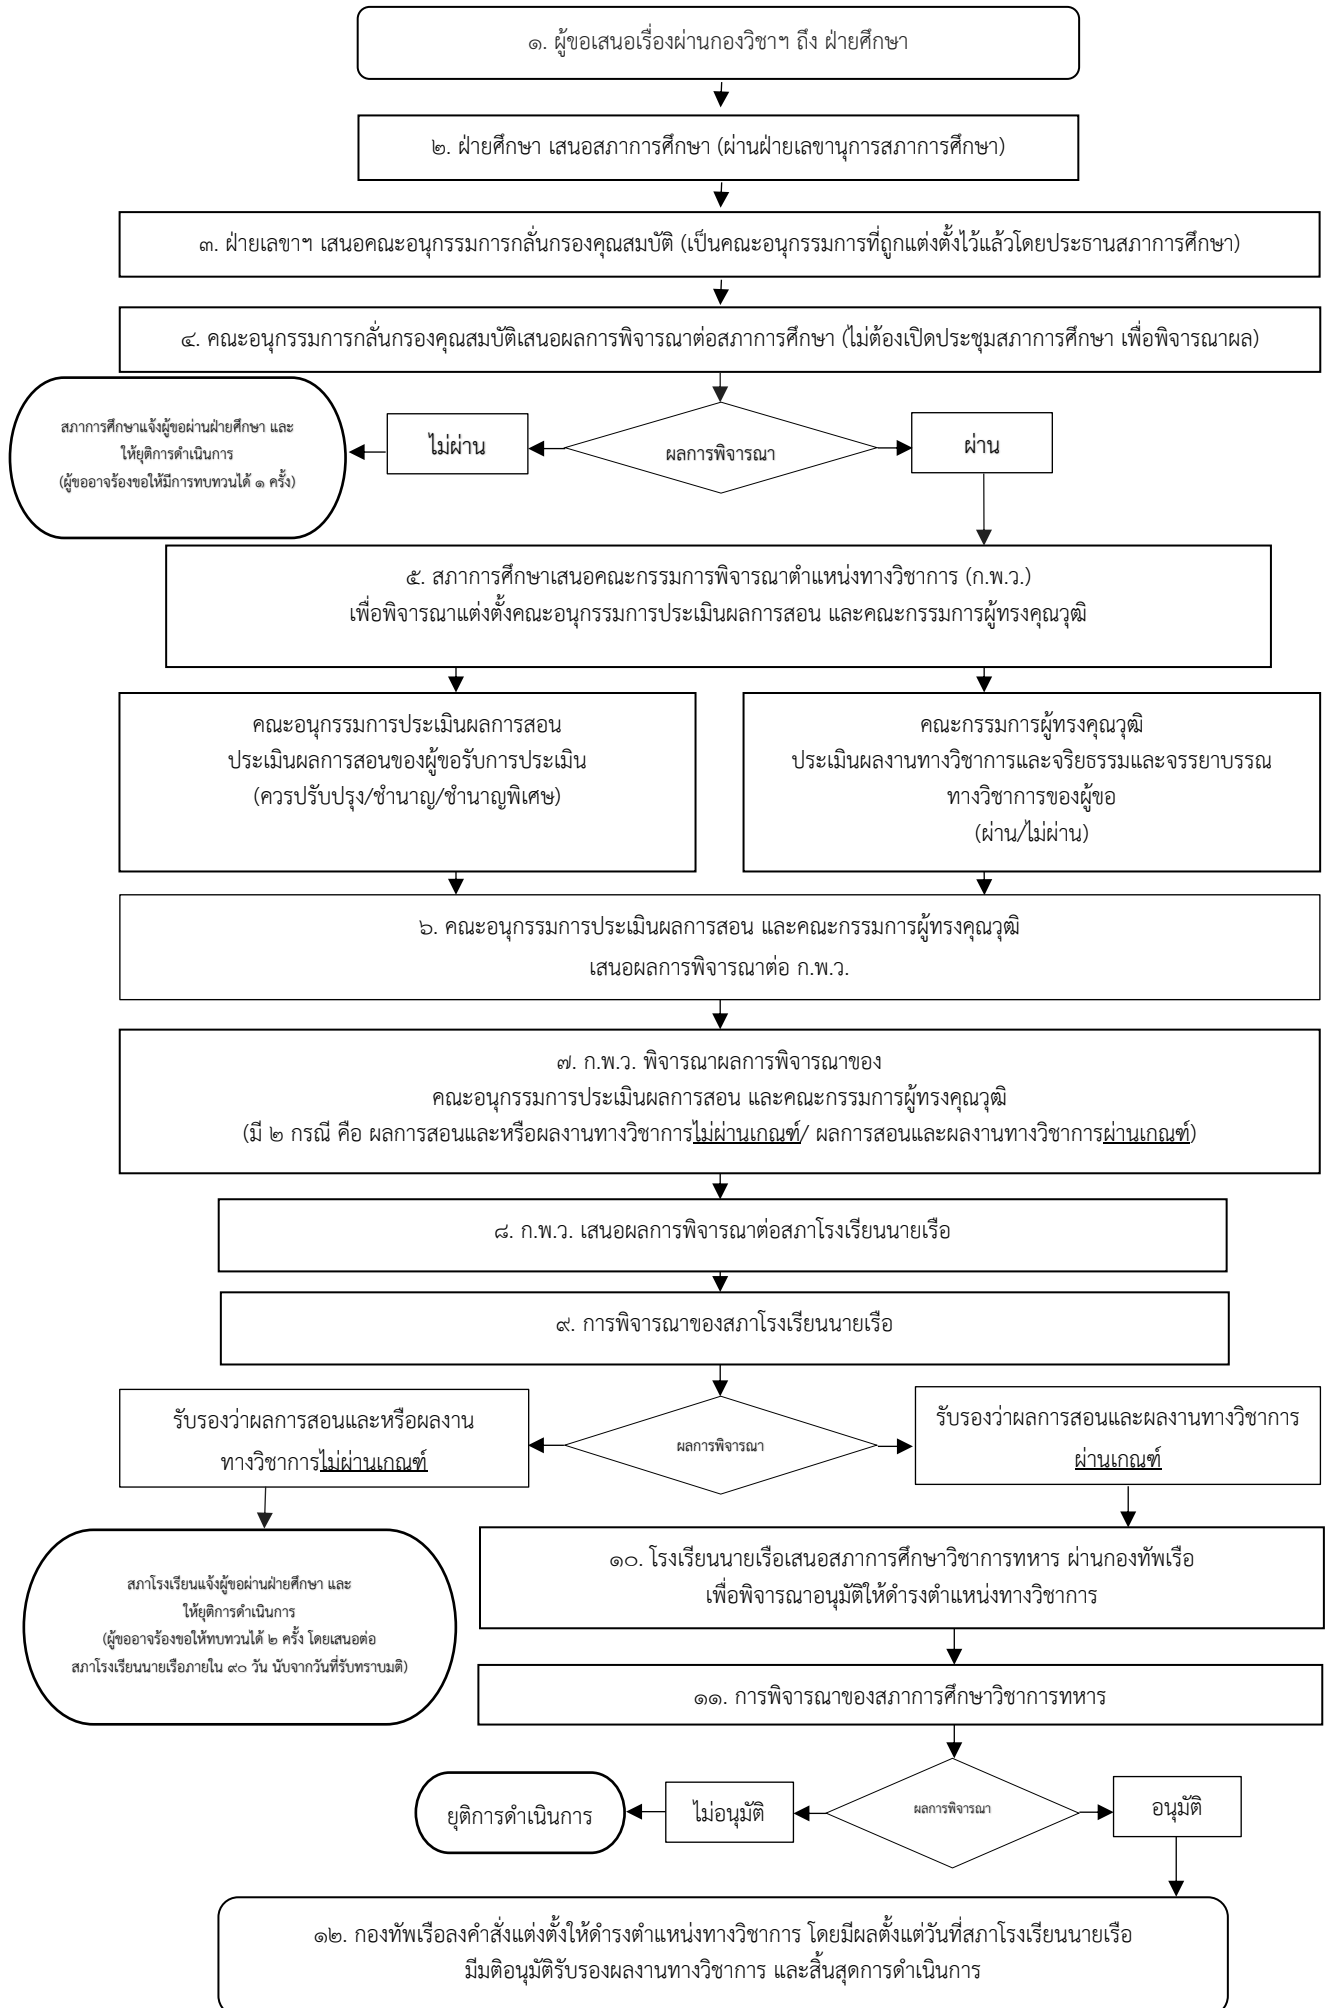 ๑. ผู้ขอเสนอเรื่องผ่านกองวิชาฯ ถึง ฝ่ายศึกษา
๒. ฝ่ายศึกษา เสนอสภาการศึกษา (ผ่านฝ่ายเลขานุการสภาการศึกษา)
๓. ฝ่ายเลขาฯ เสนอคณะอนุกรรมการกลั่นกรองคุณสมบัติ (เป็นคณะอนุกรรมการที่ถูกแต่งตั้งไว้แล้วโดยประธานสภาการศึกษา)
๔. คณะอนุกรรมการกลั่นกรองคุณสมบัติเสนอผลการพิจารณาต่อสภาการศึกษา (ไม่ต้องเปิดประชุมสภาการศึกษา เพื่อพิจารณาผล)
สภาการศึกษาแจ้งผู้ขอผ่านฝ่ายศึกษา และ
ให้ยุติการดำเนินการ
(ผู้ขออาจร้องขอให้มีการทบทวนได้ ๑ ครั้ง)
ไม่ผ่าน
ผลการพิจารณา
ผ่าน
๕. สภาการศึกษาเสนอคณะกรรมการพิจารณาตำแหน่งทางวิชาการ (ก.พ.ว.)
เพื่อพิจารณาแต่งตั้งคณะอนุกรรมการประเมินผลการสอน และคณะกรรมการผู้ทรงคุณวุฒิ
คณะอนุกรรมการประเมินผลการสอน
ประเมินผลการสอนของผู้ขอรับการประเมิน
(ควรปรับปรุง/ชำนาญ/ชำนาญพิเศษ)
คณะกรรมการผู้ทรงคุณวุฒิ
ประเมินผลงานทางวิชาการและจริยธรรมและจรรยาบรรณ
ทางวิชาการของผู้ขอ
(ผ่าน/ไม่ผ่าน)
๖. คณะอนุกรรมการประเมินผลการสอน และคณะกรรมการผู้ทรงคุณวุฒิ
เสนอผลการพิจารณาต่อ ก.พ.ว.
๗. ก.พ.ว. พิจารณาผลการพิจารณาของ
คณะอนุกรรมการประเมินผลการสอน และคณะกรรมการผู้ทรงคุณวุฒิ
(มี ๒ กรณี คือ ผลการสอนและหรือผลงานทางวิชาการไม่ผ่านเกณฑ์/ ผลการสอนและผลงานทางวิชาการผ่านเกณฑ์)
๘. ก.พ.ว. เสนอผลการพิจารณาต่อสภาโรงเรียนนายเรือ
๙. การพิจารณาของสภาโรงเรียนนายเรือ
รับรองว่าผลการสอนและหรือผลงาน
ทางวิชาการไม่ผ่านเกณฑ์
ผลการพิจารณา
รับรองว่าผลการสอนและผลงานทางวิชาการ
ผ่านเกณฑ์
สภาโรงเรียนแจ้งผู้ขอผ่านฝ่ายศึกษา และ
ให้ยุติการดำเนินการ
(ผู้ขออาจร้องขอให้ทบทวนได้ ๒ ครั้ง โดยเสนอต่อ
สภาโรงเรียนนายเรือภายใน ๙๐ วัน นับจากวันที่รับทราบมติ)
๑๐. โรงเรียนนายเรือเสนอสภาการศึกษาวิชาการทหาร ผ่านกองทัพเรือ
เพื่อพิจารณาอนุมัติให้ดำรงตำแหน่งทางวิชาการ
๑๑. การพิจารณาของสภาการศึกษาวิชาการทหาร
ยุติการดำเนินการ
ไม่อนุมัติ
ผลการพิจารณา
อนุมัติ
๑๒. กองทัพเรือลงคำสั่งแต่งตั้งให้ดำรงตำแหน่งทางวิชาการ โดยมีผลตั้งแต่วันที่สภาโรงเรียนนายเรือ
มีมติอนุมัติรับรองผลงานทางวิชาการ และสิ้นสุดการดำเนินการ